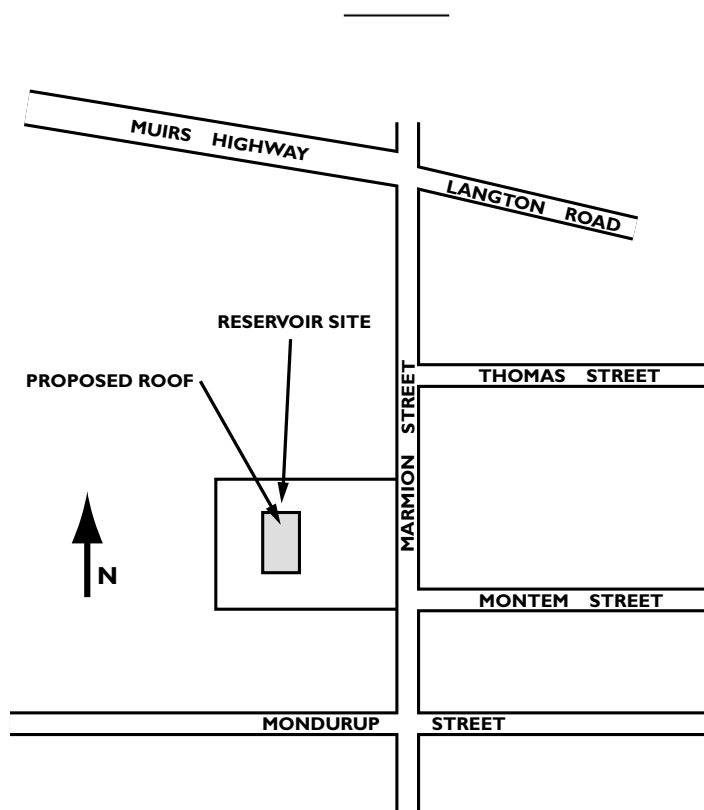 MUIRS HIGHWAY
LANGTON ROAD
RESERVOIR SITE
PROPOSED ROOF
THOMAS STREET
MARMION STREET
N
MONTEM STREET
MONDURUP STREET